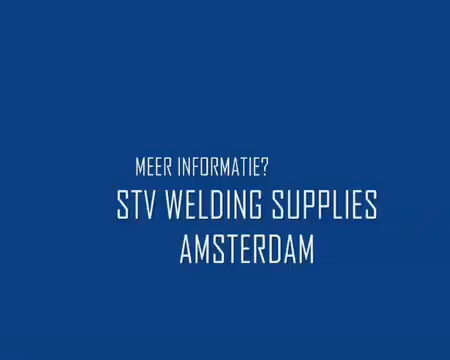 MEER INFORMATIE?
STV WELDING SUPPLIES
AMSTERDAM